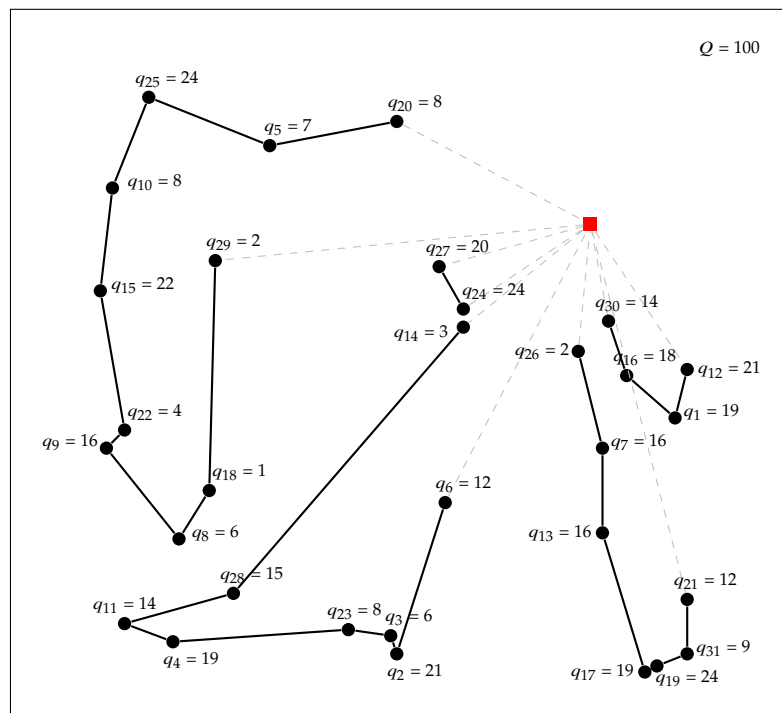 Q = 100
q25 = 24
q20 = 8
q5 = 7
q10 = 8
q29 = 2
q27 = 20
q15 = 22
q24 = 24
q30 = 14
q14 = 3
q26 = 2
q16 = 18
q12 = 21
q22 = 4
q1 = 19
q9 = 16
q7 = 16
q18 = 1
q6 = 12
q8 = 6
q13 = 16
q28 = 15
q21 = 12
q11 = 14
q23 = 8
q3 = 6
q4 = 19
q31 = 9
q2 = 21
q17 = 19
q19 = 24